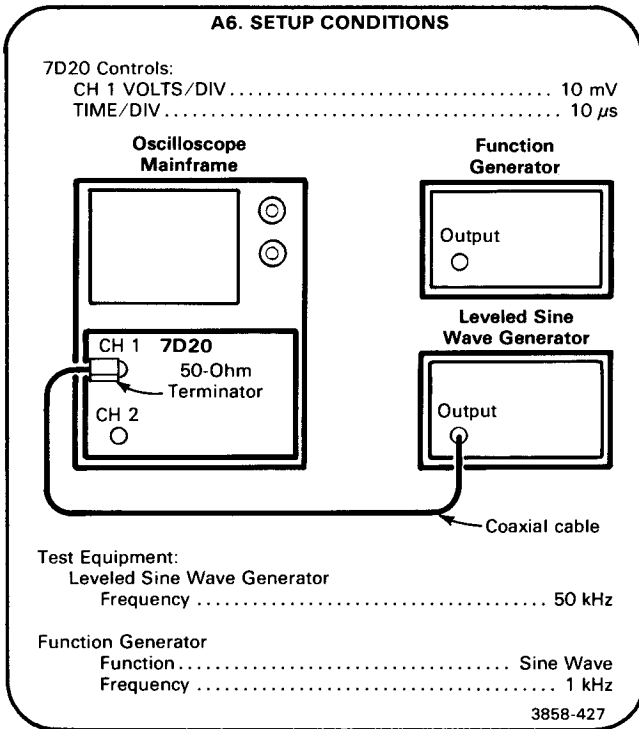 A6. SETUP CONDITIONS
7D20 Controls:
CH 1 VOLTS/DIV.................................... 10 mV
TIME/DIV.............................................. 10 µs
Oscilloscope
Mainframe
Function
Generator
Output
Leveled Sine
Wave Generator
CH 1 7D20
50-Ohm
Terminator
CH 2
Output
Coaxial cable
Test Equipment:
Leveled Sine Wave Generator
Frequency ....................................... 50 kHz
Function Generator
Function..................................... Sine Wave
Frequency ........................................ 1 kHz
3858-427